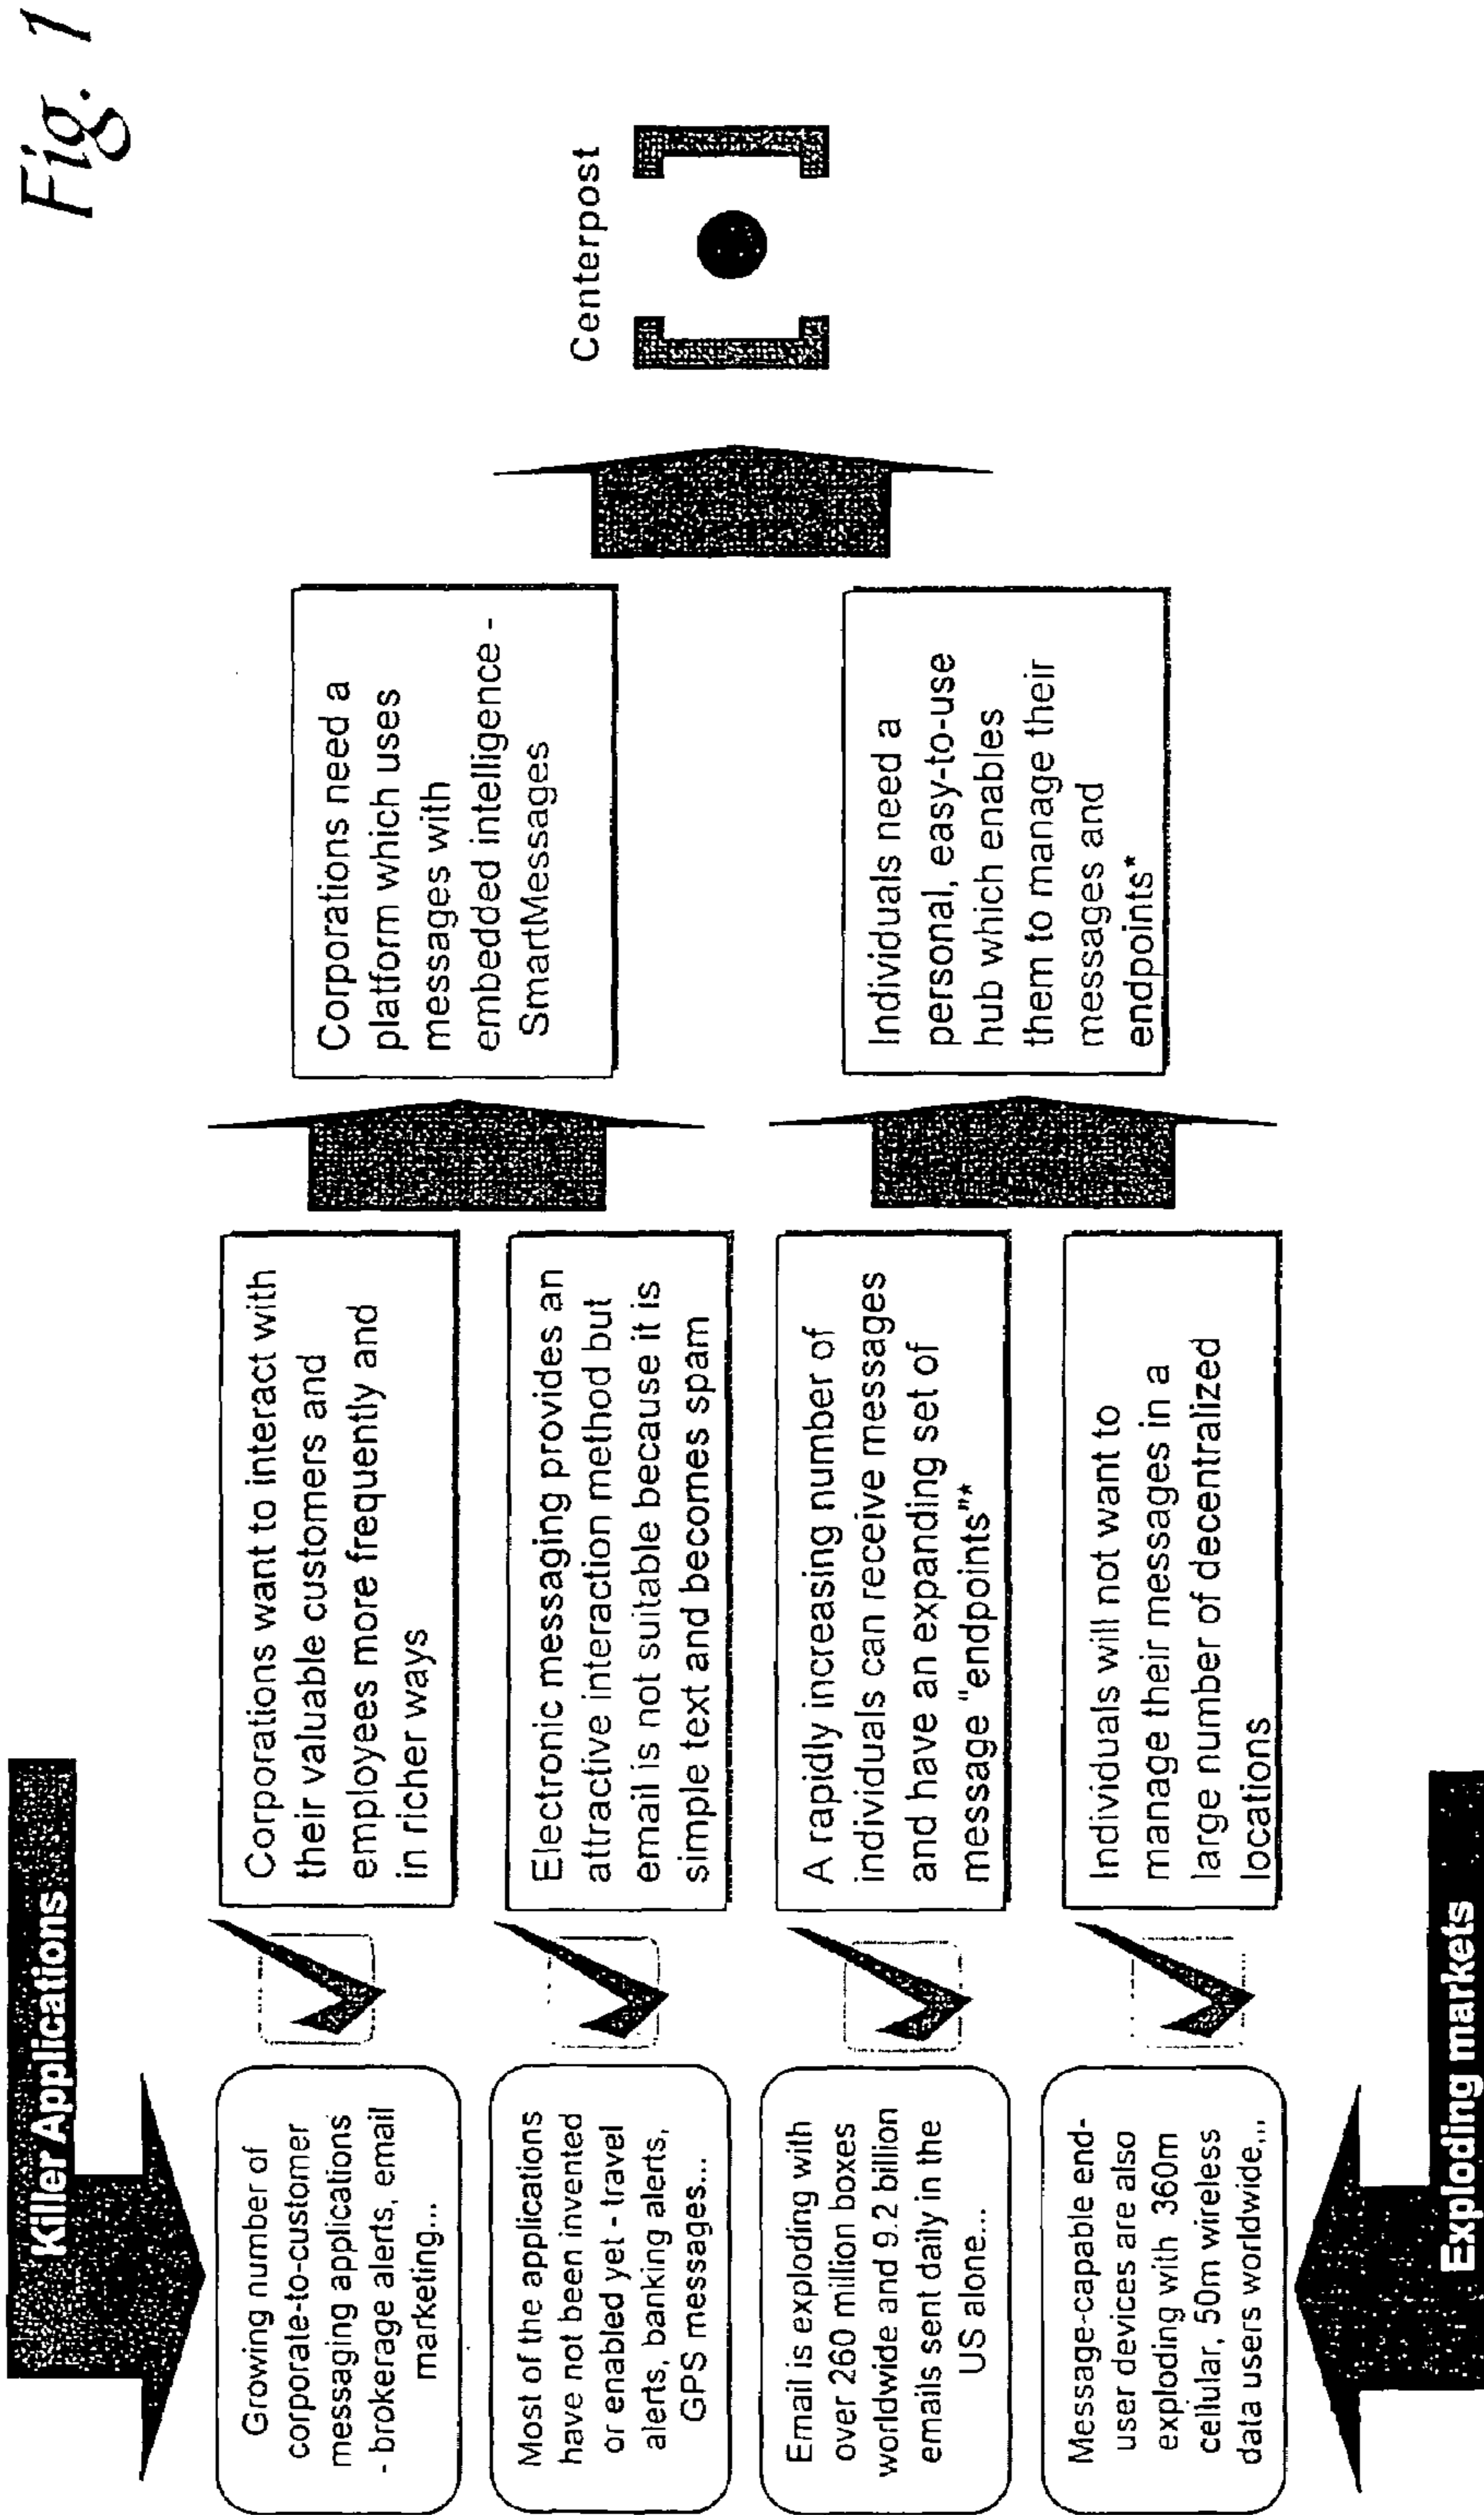 Fig. 1
Killer Applications
Growing number of
corporate-to-customer
messaging applications
- brokerage alerts, email
marketing...
Corporations want to interact with
their valuable customers and
employees more frequently and
in richer ways
Most of the applications
have not been invented
or enabled yet - travel
alerts, banking alerts,
GPS messages...
Electronic messaging provides an
attractive interaction method but
email is not suitable because it is
simple text and becomes spam
Corporations need a
platform which uses
messages with
embedded intelligence -
SmartMessages
Email is exploding with
over 260 million boxes
worldwide and 9.2 billion
emails sent daily in the
US alone...
A rapidly increasing number of
individuals can receive messages
and have an expanding set of
message "endpoints"*
Message-capable end-
user devices are also
exploding with 360m
cellular, 50m wireless
data users worldwide...
Individuals will not want to
manage their messages in a
large number of decentralized
locations
Individuals need a
personal, easy-to-use
hub which enables
them to manage their
messages and
endpoints*
Centerpost
Exploding markets